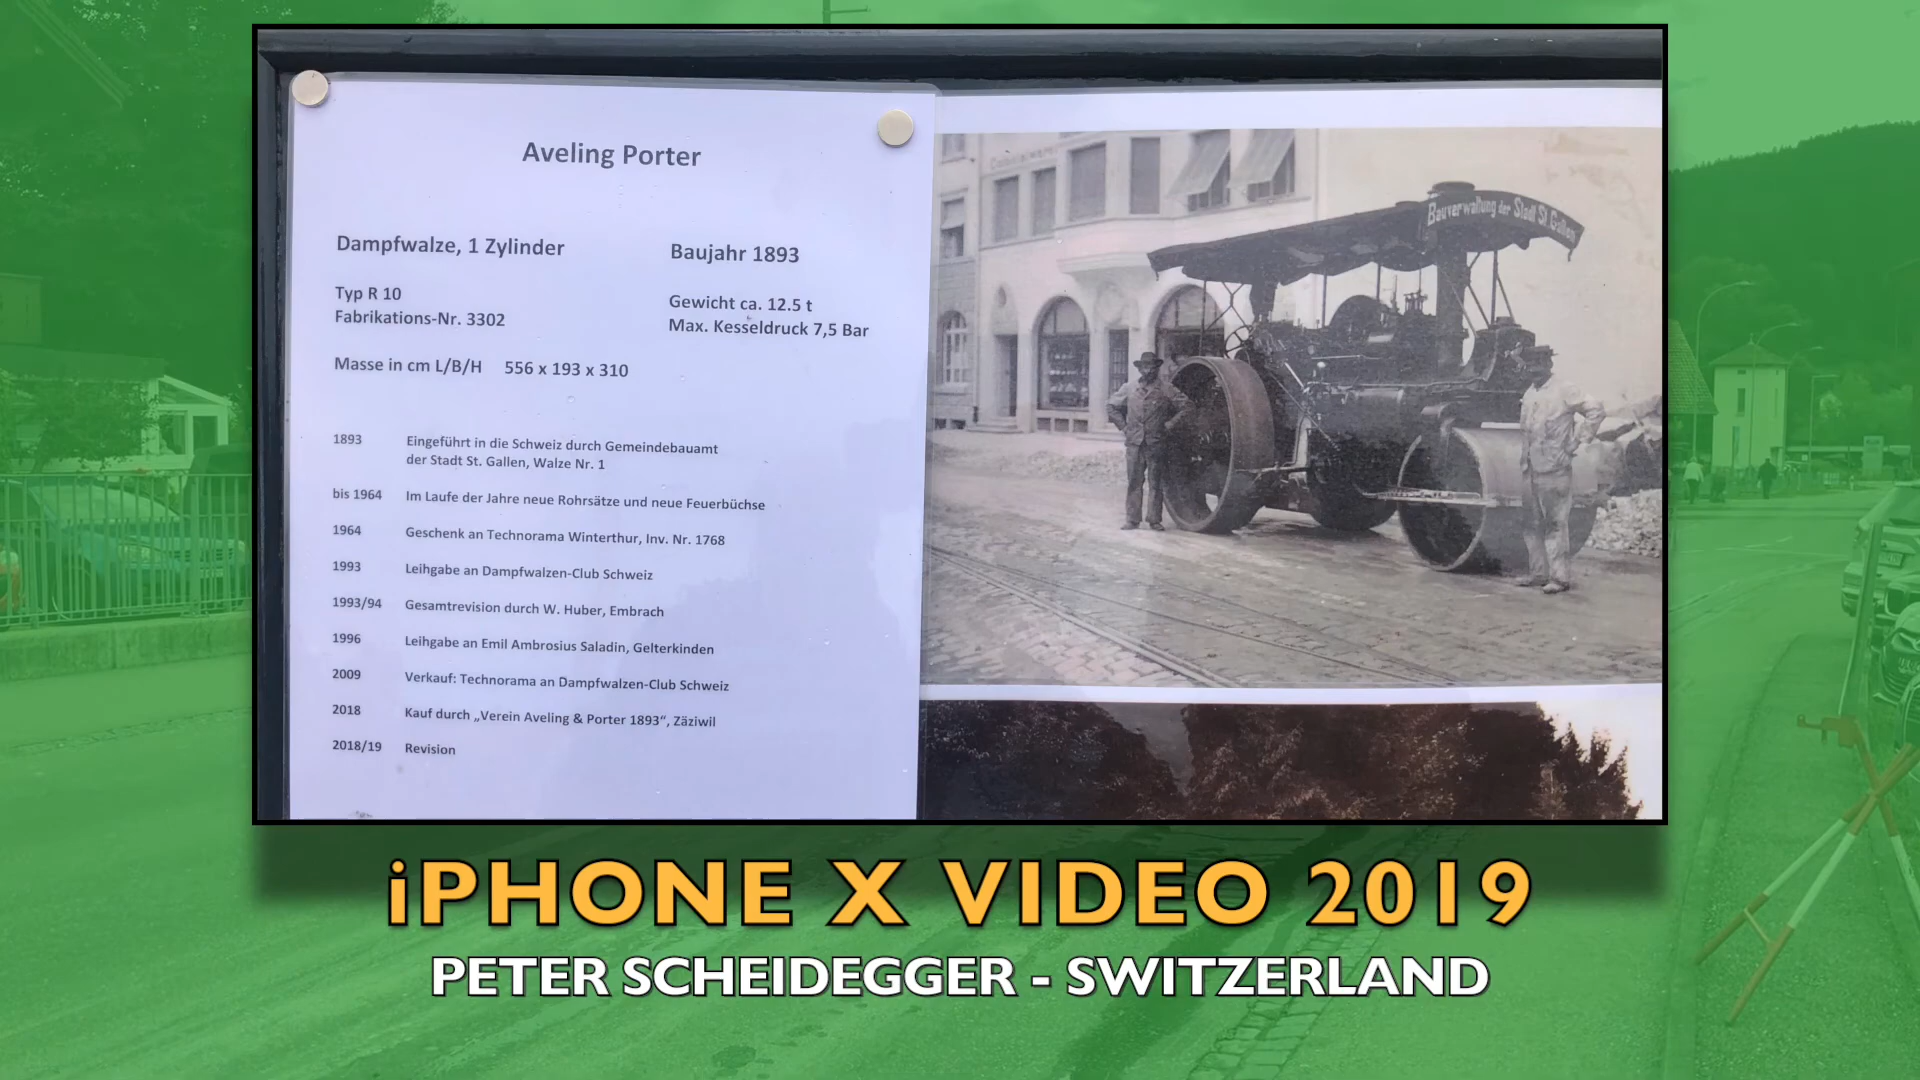 Aveling Porter
Dampfwalze, 1 Zylinder
Baujahr 1893
Typ R 10
Fabrikations-Nr. 3302
Gewicht ca. 12.5 t
Max. Kesseldruck 7,5 Bar
Masse in cm L/B/H 556 x 193 x 310
1893 Eingeführt in die Schweiz durch Gemeindebauamt
der Stadt St. Gallen, Walze Nr. 1
bis 1964 Im Laufe der Jahre neue Rohrsätze und neue Feuerbüchse
1964 Geschenk an Technorama Winterthur, Inv. Nr. 1768
1993 Leihgabe an Dampfwalzen-Club Schweiz
1993/94 Gesamtrevision durch W. Huber, Embrach
1996 Leihgabe an Emil Ambrosius Saladin, Gelterkinden
2009 Verkauf: Technorama an Dampfwalzen-Club Schweiz
2018 Kauf durch „Verein Aveling & Porter 1893“, Zäziwil
2018/19 Revision
Bauverwaltung der Stadt St. Gallen
iPHONE X VIDEO 2019
PETER SCHEIDEGGER - SWITZERLAND